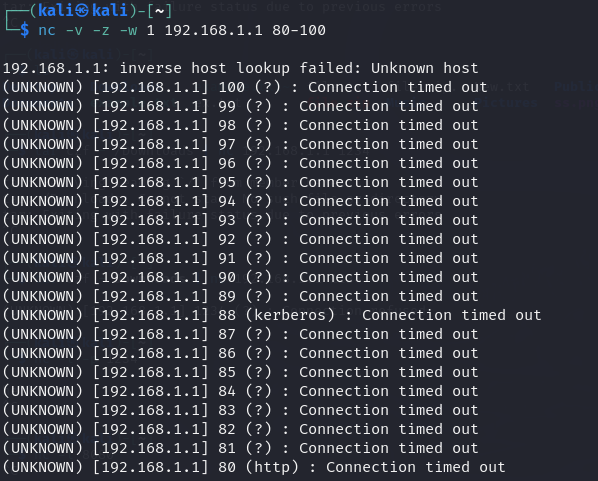 ture status due to previous errors
┌──(kali㉿kali)-[~]
└─$ nc -v -z -w 1 192.168.1.1 80-100
192.168.1.1: inverse host lookup failed: Unknown host
(UNKNOWN) [192.168.1.1] 100 (?) : Connection timed out
(UNKNOWN) [192.168.1.1] 99 (?) : Connection timed out
(UNKNOWN) [192.168.1.1] 98 (?) : Connection timed out
(UNKNOWN) [192.168.1.1] 97 (?) : Connection timed out
(UNKNOWN) [192.168.1.1] 96 (?) : Connection timed out
(UNKNOWN) [192.168.1.1] 95 (?) : Connection timed out
(UNKNOWN) [192.168.1.1] 94 (?) : Connection timed out
(UNKNOWN) [192.168.1.1] 93 (?) : Connection timed out
(UNKNOWN) [192.168.1.1] 92 (?) : Connection timed out
(UNKNOWN) [192.168.1.1] 91 (?) : Connection timed out
(UNKNOWN) [192.168.1.1] 90 (?) : Connection timed out
(UNKNOWN) [192.168.1.1] 89 (?) : Connection timed out
(UNKNOWN) [192.168.1.1] 88 (kerberos) : Connection timed out
(UNKNOWN) [192.168.1.1] 87 (?) : Connection timed out
(UNKNOWN) [192.168.1.1] 86 (?) : Connection timed out
(UNKNOWN) [192.168.1.1] 85 (?) : Connection timed out
(UNKNOWN) [192.168.1.1] 84 (?) : Connection timed out
(UNKNOWN) [192.168.1.1] 83 (?) : Connection timed out
(UNKNOWN) [192.168.1.1] 82 (?) : Connection timed out
(UNKNOWN) [192.168.1.1] 81 (?) : Connection timed out
(UNKNOWN) [192.168.1.1] 80 (http) : Connection timed out